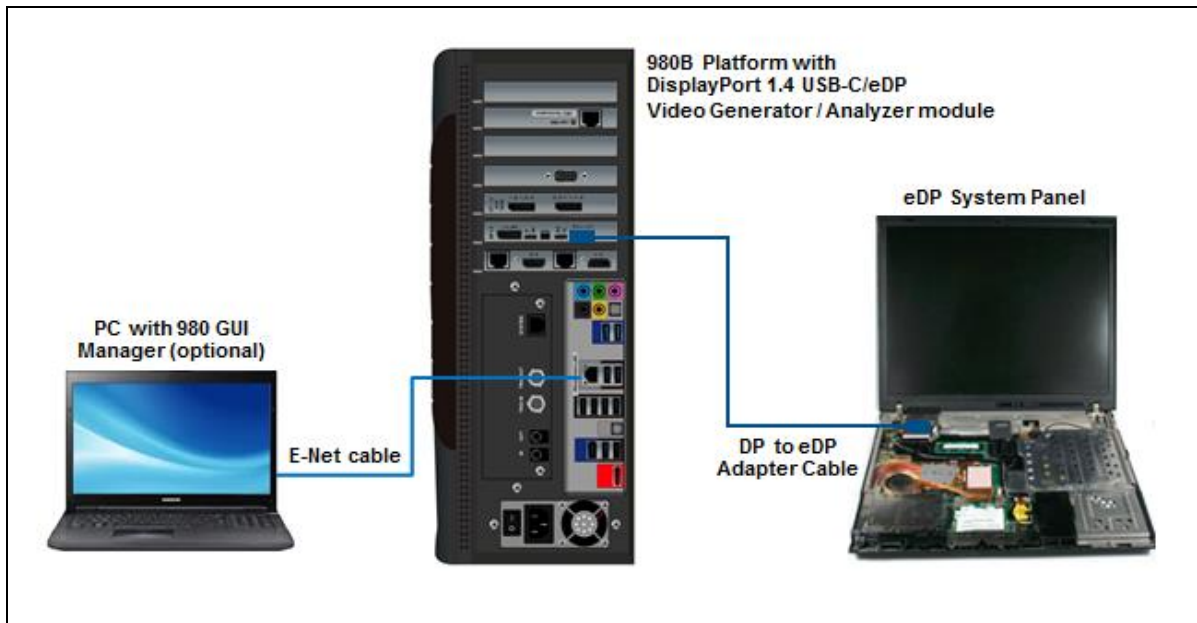 980B Platform with
DisplayPort 1.4 USB-C/eDP
Video Generator / Analyzer module
eDP System Panel
PC with 980 GUI
Manager (optional)
E-Net cable
DP to eDP
Adapter Cable